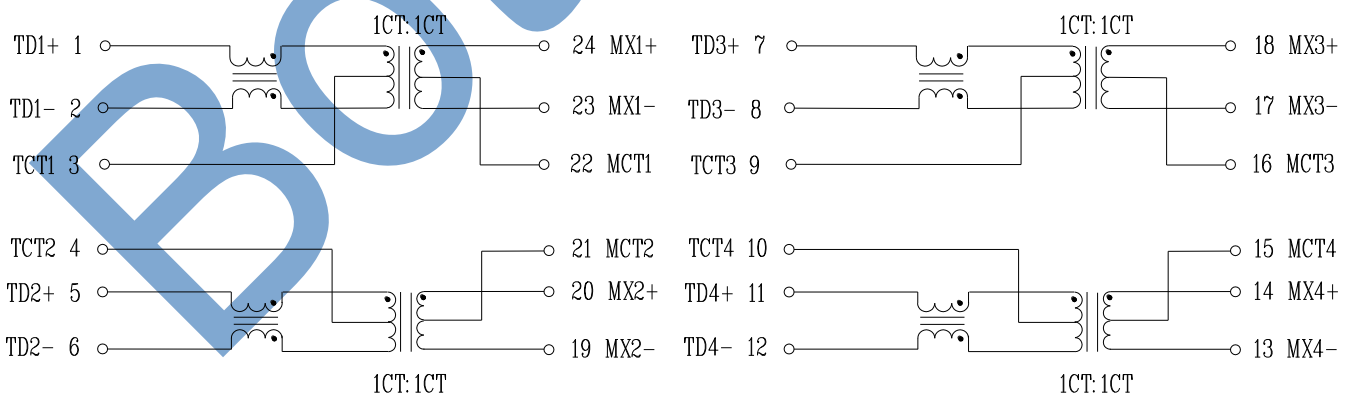 1CT:1CT 1CT:1CT
TD1+ 1 24 MX1+ TD3+ 7 18 MX3+
TD1- 2 23 MX1- TD3- 8 17 MX3-
TCT1 3 22 MCT1 TCT3 9 16 MCT3
TCT2 4 21 MCT2 TCT4 10 15 MCT4
TD2+ 5 20 MX2+ TD4+ 11 14 MX4+
TD2- 6 19 MX2- TD4- 12 13 MX4-
1CT:1CT 1CT:1CT